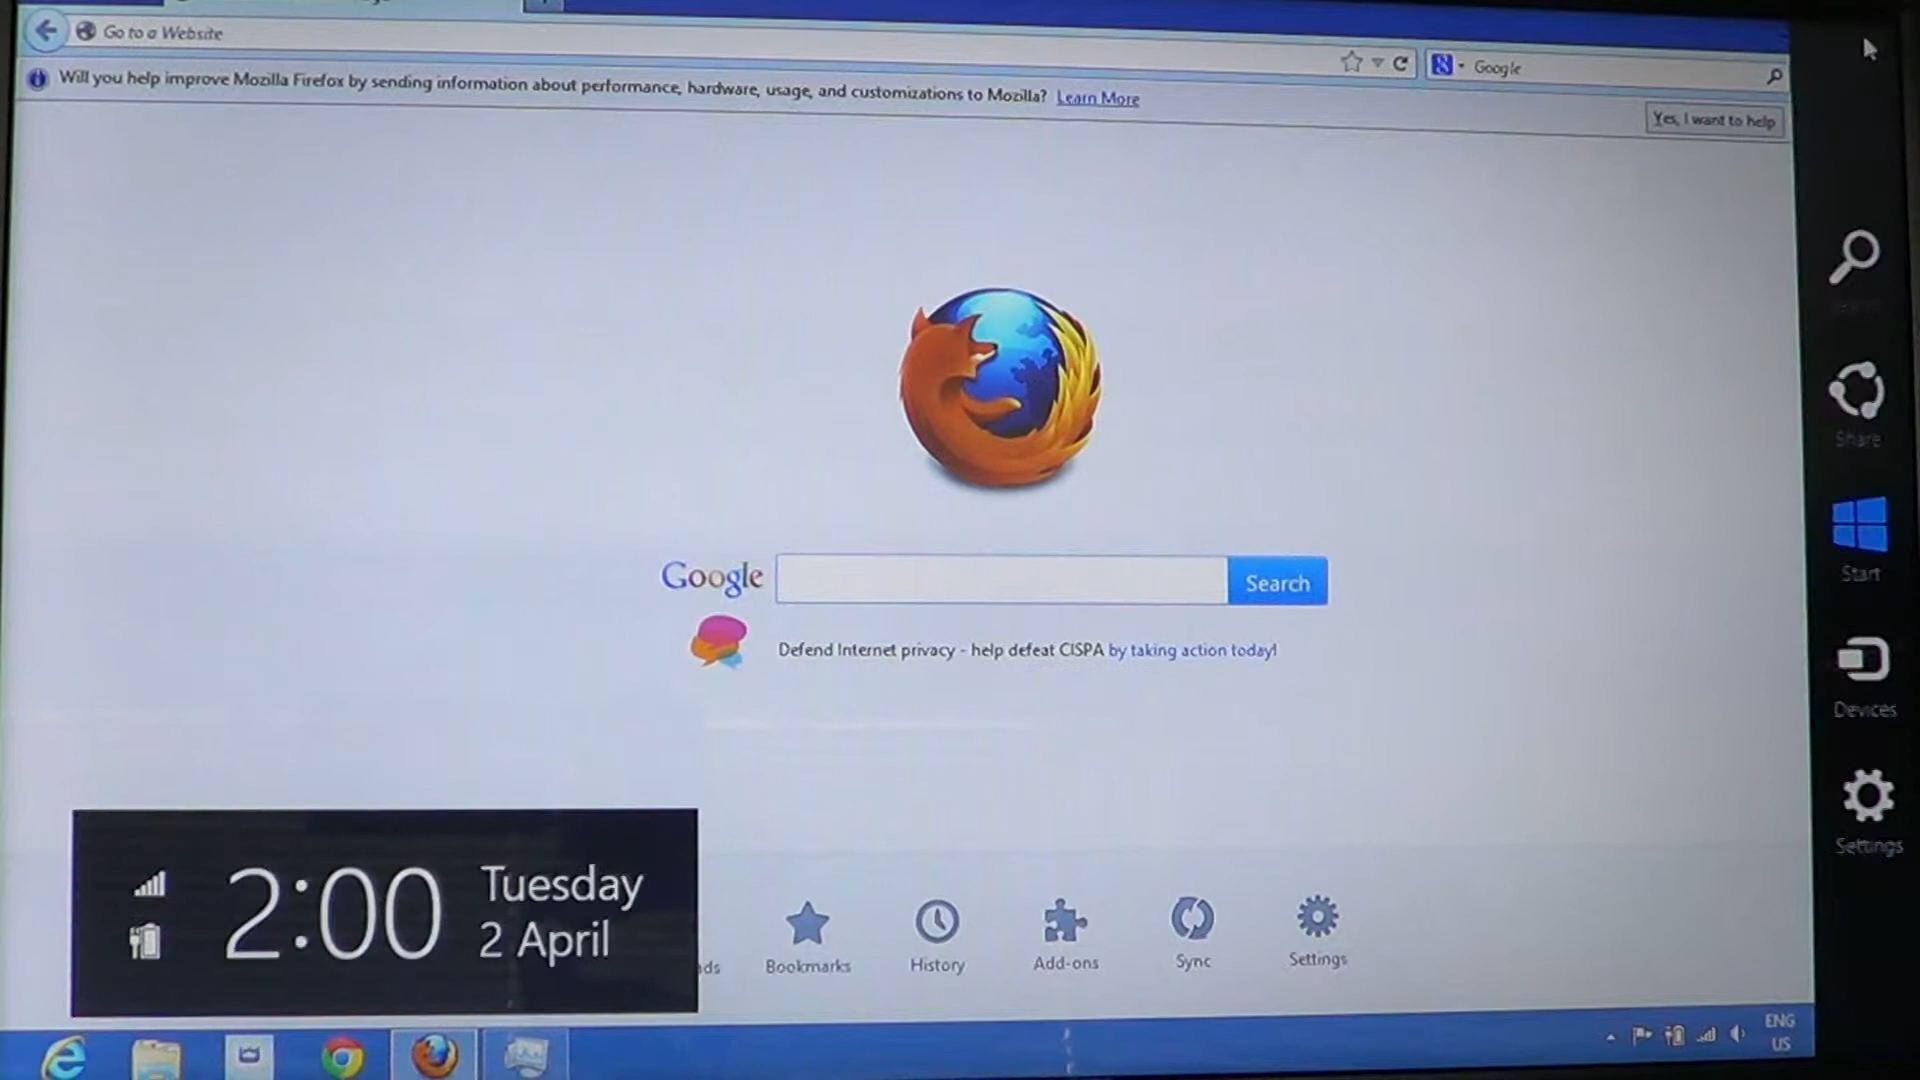 Go to a Website
Google
Will you help improve Mozilla Firefox by sending information about performance, hardware, usage, and customizations to Mozilla? Learn More
Yes, I want to help
Share
Start
Devices
Settings
Google
Search
Defend Internet privacy - help defeat CISPA by taking action today!
2:00
Tuesday
2 April
ds
Bookmarks
History
Add-ons
Sync
Settings
ENG
US